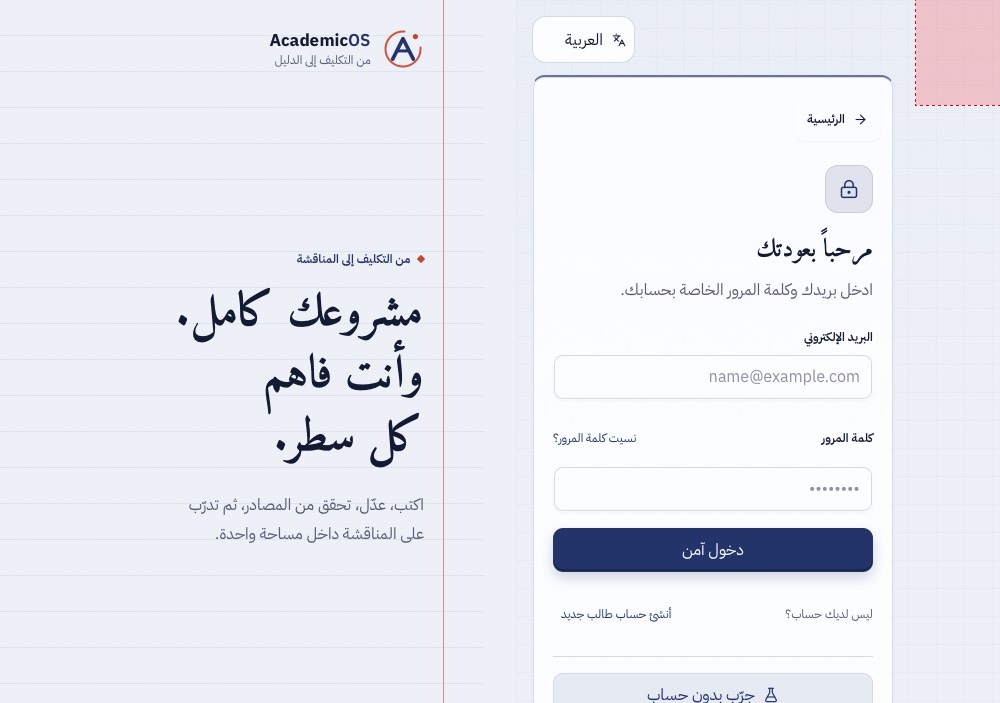 العربية
الرئيسية
مرحباً بعودتك
ادخل بريدك وكلمة المرور الخاصة بحسابك.
البريد الإلكتروني
name@example.com
كلمة المرور
نسيت كلمة المرور؟
دخول آمن
ليس لديك حساب؟
أنشئ حساب طالب جديد
جرّب بدون حساب
AcademicOS
من التكليف إلى الدليل
من التكليف إلى المناقشة
مشروعك كامل.
وأنت فاهم
كل سطر.
اكتب، عدّل، تحقق من المصادر، ثم تدرّب
على المناقشة داخل مساحة واحدة.